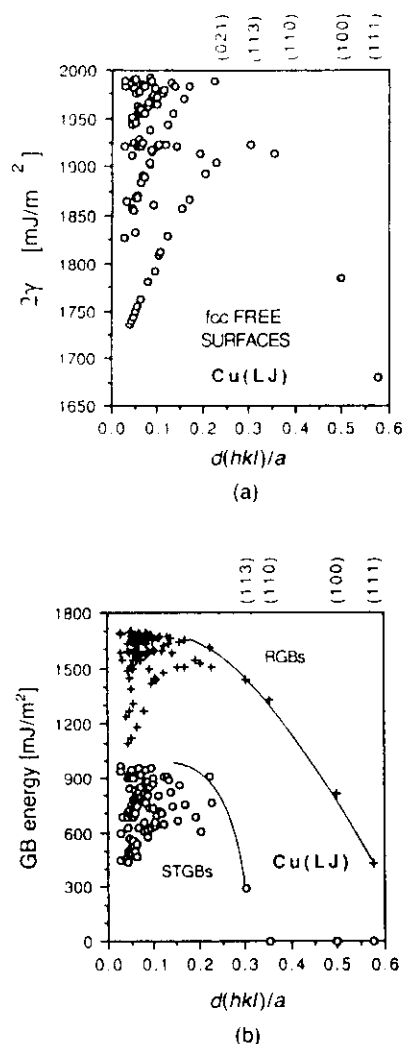 (021)
(113)
(110)
(100)
(111)
2000
1950
1900
1850
1800
1750
1700
1650
2γ [mJ/m²]
fcc FREE
SURFACES
Cu(LJ)
0.0 0.1 0.2 0.3 0.4 0.5 0.6
d(hkl)/a
(a)
(113)
(110)
(100)
(111)
1800
1500
1200
900
600
300
0
GB energy [mJ/m²]
RGBs
STGBs
Cu(LJ)
0.0 0.1 0.2 0.3 0.4 0.5 0.6
d(hkl)/a
(b)